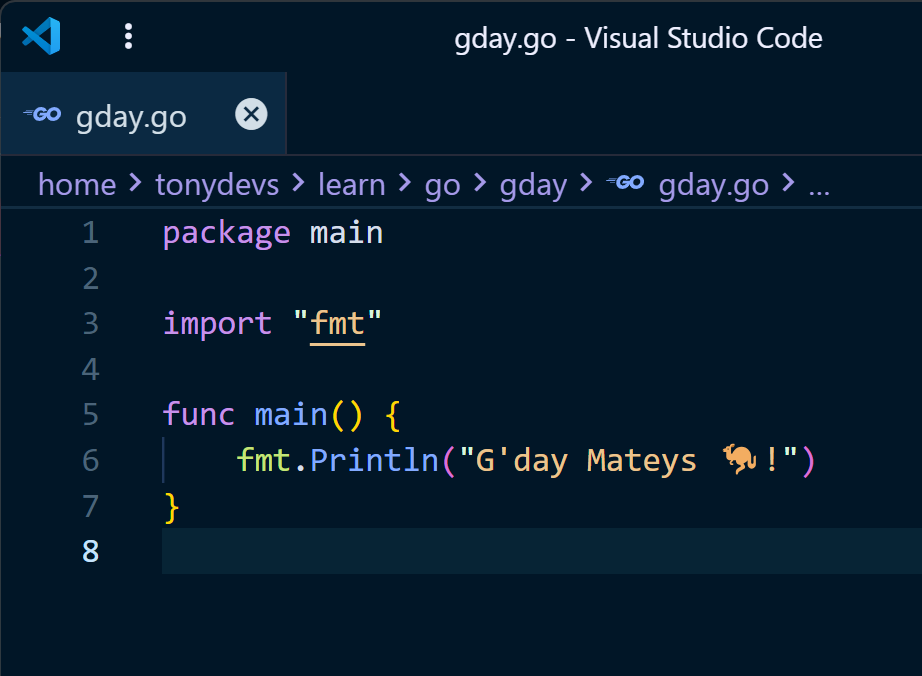 gday.go - Visual Studio Code
GO gday.go
home > tonydevs > learn > go > gday > GO gday.go > ...
1 package main
2
3 import "fmt"
4
5 func main() {
6 fmt.Println("G'day Mateys 🦘!")
7 }
8